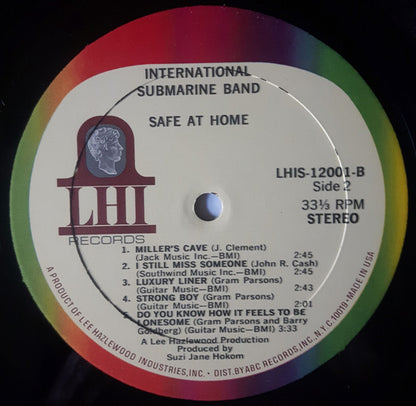 INTERNATIONAL
SUBMARINE BAND
SAFE AT HOME
LHI
RECORDS
LHIS-12001-B
Side 2
33⅓ RPM
STEREO
1. MILLER'S CAVE (J. Clement)
(Jack Music Inc.—BMI) 2:45
2. I STILL MISS SOMEONE (John R. Cash)
(Southwind Music Inc.—BMI) 2:45
3. LUXURY LINER (Gram Parsons)
(Guitar Music—BMI) 2:43
4. STRONG BOY (Gram Parsons)
(Guitar Music—BMI) 2:01
5. DO YOU KNOW HOW IT FEELS TO BE
LONESOME (Gram Parsons and Barry
Goldberg) (Guitar Music—BMI) 3:33
A Lee Hazlewood Production
Produced by
Suzi Jane Hokom
A PRODUCT OF LEE HAZLEWOOD INDUSTRIES, INC. • DIST. BY ABC RECORDS, INC., N.Y.C. 10019 • MADE IN USA